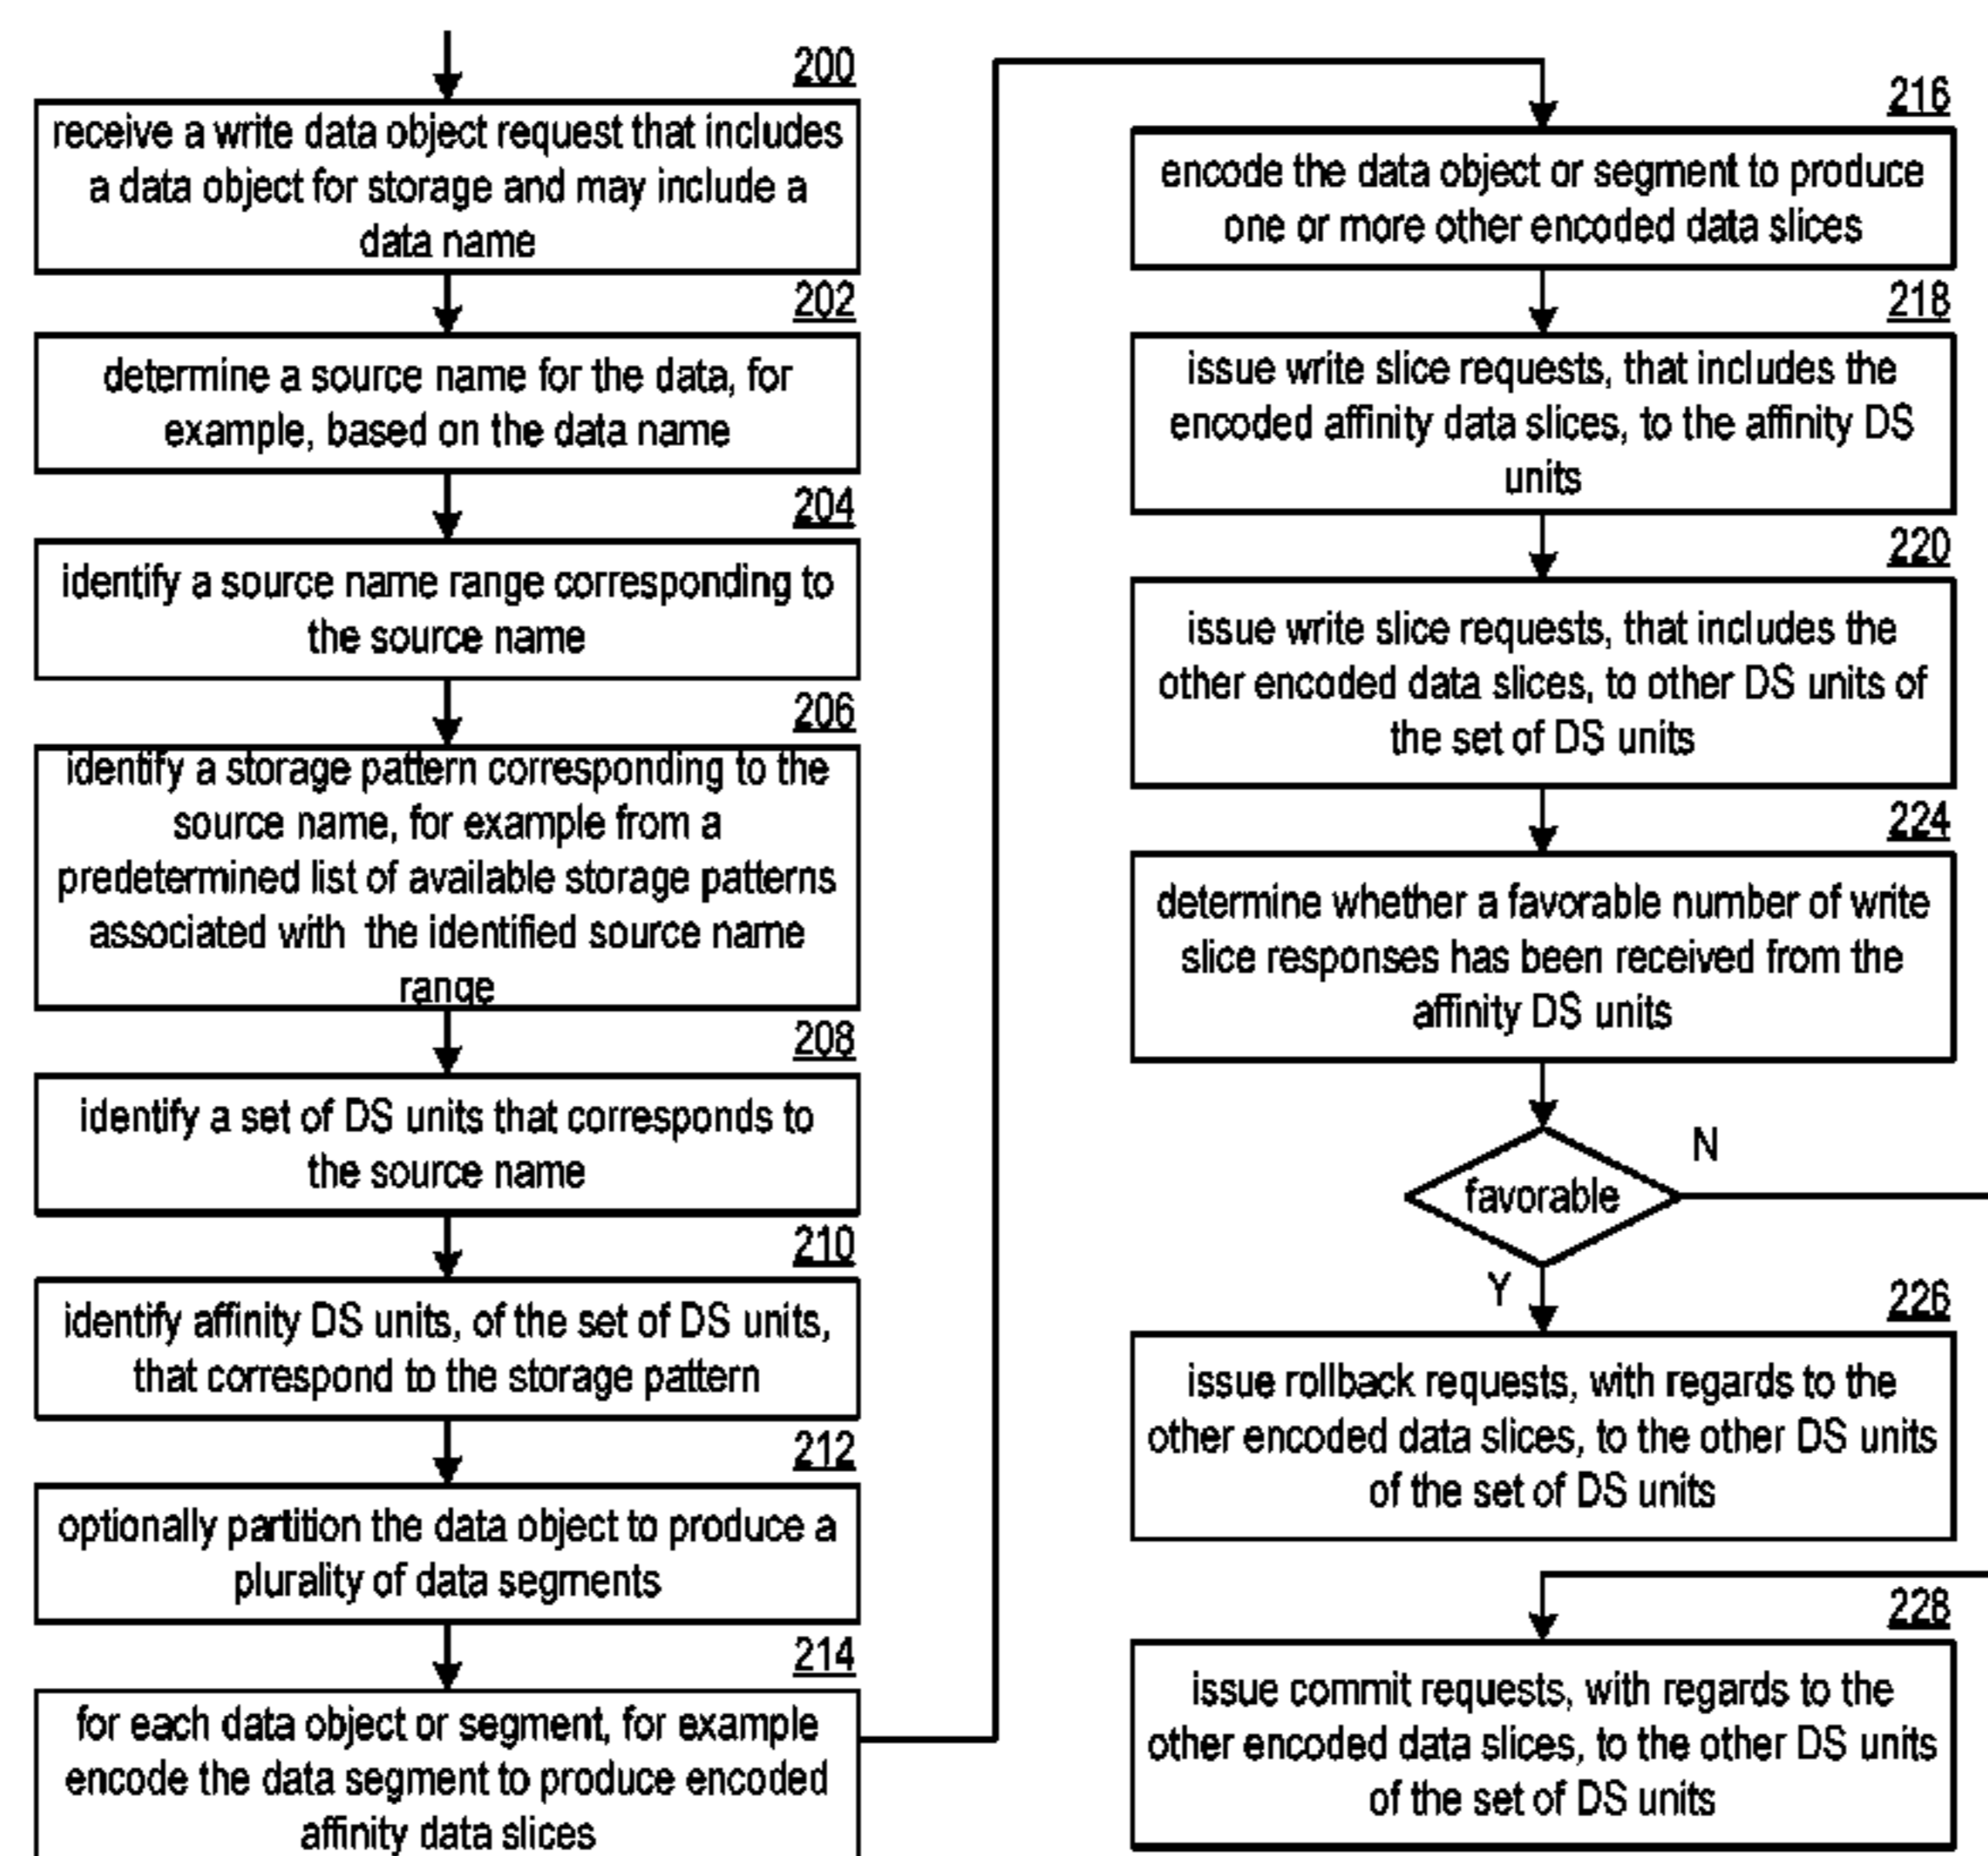 200
receive a write data object request that includes
a data object for storage and may include a
data name
202
determine a source name for the data, for
example, based on the data name
204
identify a source name range corresponding to
the source name
206
identify a storage pattern corresponding to the
source name, for example from a
predetermined list of available storage patterns
associated with the identified source name
range
208
identify a set of DS units that corresponds to
the source name
210
identify affinity DS units, of the set of DS units,
that correspond to the storage pattern
212
optionally partition the data object to produce a
plurality of data segments
214
for each data object or segment, for example
encode the data segment to produce encoded
affinity data slices
216
encode the data object or segment to produce
one or more other encoded data slices
218
issue write slice requests, that includes the
encoded affinity data slices, to the affinity DS
units
220
issue write slice requests, that includes the
other encoded data slices, to other DS units of
the set of DS units
224
determine whether a favorable number of write
slice responses has been received from the
affinity DS units
N
favorable
Y
226
issue rollback requests, with regards to the
other encoded data slices, to the other DS units
of the set of DS units
228
issue commit requests, with regards to the
other encoded data slices, to the other DS units
of the set of DS units